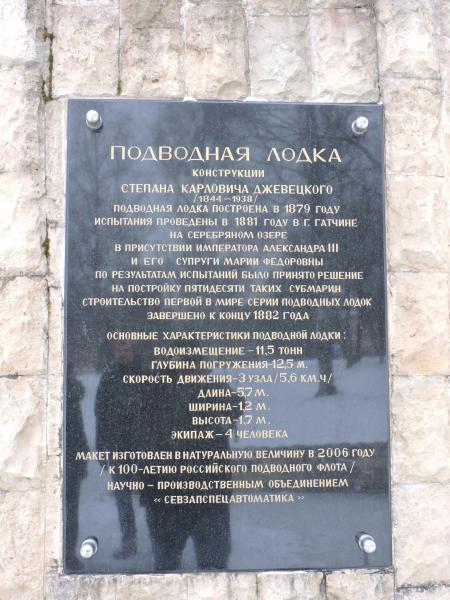 ПОДВОДНАЯ ЛОДКА
КОНСТРУКЦИИ
СТЕПАНА КАРЛОВИЧА ДЖЕВЕЦКОГО
/1844-1938/
ПОДВОДНАЯ ЛОДКА ПОСТРОЕНА В 1879 ГОДУ
ИСПЫТАНИЯ ПРОВЕДЕНЫ В 1881 ГОДУ В Г. ГАТЧИНЕ
НА СЕРЕБРЯНОМ ОЗЕРЕ
В ПРИСУТСТВИИ ИМПЕРАТОРА АЛЕКСАНДРА III
И ЕГО СУПРУГИ МАРИИ ФЕДОРОВНЫ
ПО РЕЗУЛЬТАТАМ ИСПЫТАНИЙ БЫЛО ПРИНЯТО РЕШЕНИЕ
НА ПОСТРОЙКУ ПЯТИДЕСЯТИ ТАКИХ СУБМАРИН
СТРОИТЕЛЬСТВО ПЕРВОЙ В МИРЕ СЕРИИ ПОДВОДНЫХ ЛОДОК
ЗАВЕРШЕНО К КОНЦУ 1882 ГОДА
ОСНОВНЫЕ ХАРАКТЕРИСТИКИ ПОДВОДНОЙ ЛОДКИ:
ВОДОИЗМЕЩЕНИЕ - 11,5 ТОНН
ГЛУБИНА ПОГРУЖЕНИЯ-12,5 М.
СКОРОСТЬ ДВИЖЕНИЯ-3 УЗЛА/5,6 КМ.Ч/
ДЛИНА-5,7 М.
ШИРИНА-1,2 М.
ВЫСОТА-1,7 М.
ЭКИПАЖ-4 ЧЕЛОВЕКА
МАКЕТ ИЗГОТОВЛЕН В НАТУРАЛЬНУЮ ВЕЛИЧИНУ В 2006 ГОДУ
/ К 100-ЛЕТИЮ РОССИЙСКОГО ПОДВОДНОГО ФЛОТА /
НАУЧНО - ПРОИЗВОДСТВЕННЫМ ОБЪЕДИНЕНИЕМ
« СЕВЗАПСПЕЦАВТОМАТИКА »